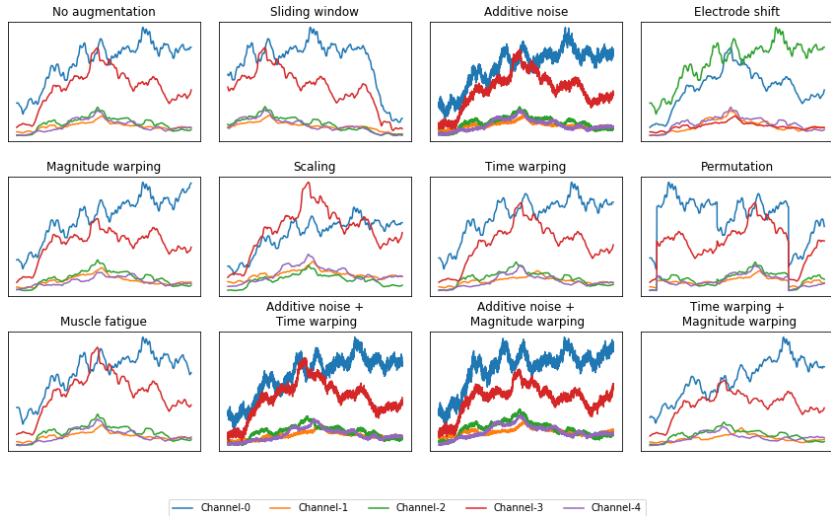 No augmentation
Sliding window
Additive noise
Electrode shift
Magnitude warping
Scaling
Time warping
Permutation
Muscle fatigue
Additive noise +
Time warping
Additive noise +
Magnitude warping
Time warping +
Magnitude warping
Channel-0 Channel-1 Channel-2 Channel-3 Channel-4